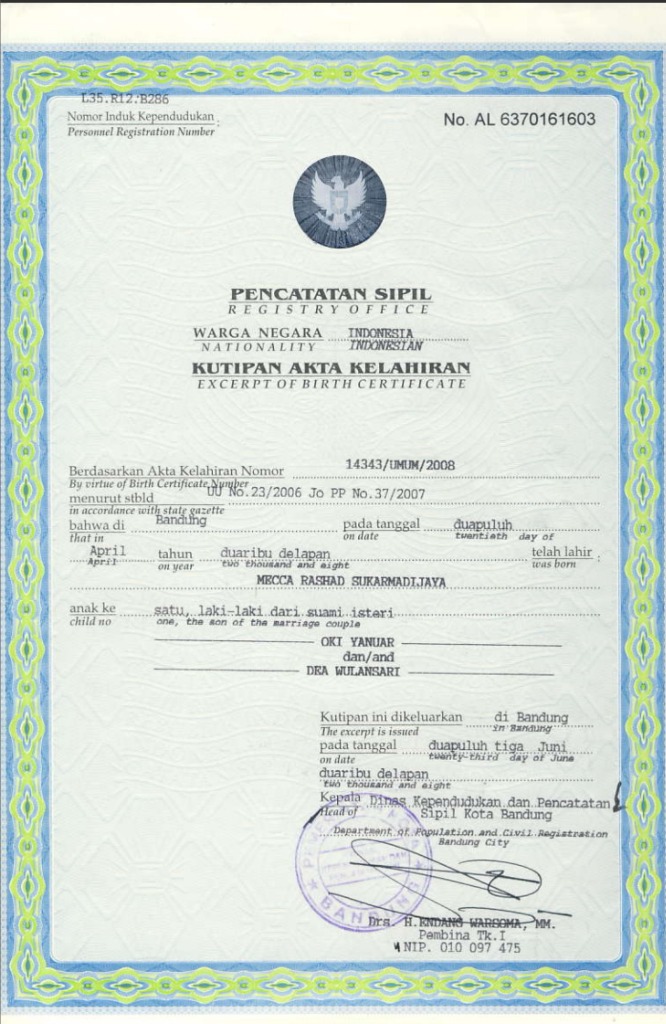 L35.R12.B286
Nomor Induk Kependudukan :
Personnel Registration Number
No. AL 6370161603
PENCATATAN SIPIL
REGISTRY OFFICE
WARGA NEGARA INDONESIA
NATIONALITY INDONESIAN
KUTIPAN AKTA KELAHIRAN
EXCERPT OF BIRTH CERTIFICATE
Berdasarkan Akta Kelahiran Nomor 14343/UMUM/2008
By virtue of Birth Certificate Number
menurut stbld UU No.23/2006 Jo PP No.37/2007
in accordance with state gazette
bahwa di Bandung pada tanggal duapuluh
that in on date twentieth day of
April tahun duaribu delapan telah lahir :
April on year two thousand and eight was born
MECCA RASHAD SUKARMADIJAYA
anak ke satu, laki-laki dari suami isteri
child no one, the son of the marriage couple
OKI YANUAR
dan/and
DEA WULANSARI
Kutipan ini dikeluarkan di Bandung
The excerpt is issued in Bandung
pada tanggal duapuluh tiga Juni
on date twenty-third day of June
duaribu delapan
two thousand and eight
Kepala Dinas Kependudukan dan Pencatatan
Head of Sipil Kota Bandung
Department of Population and Civil Registration
Bandung City
BANDUNG
Drs. H.ENDANG WARSOMA, MM.
Pembina Tk.I
NIP. 010 097 475